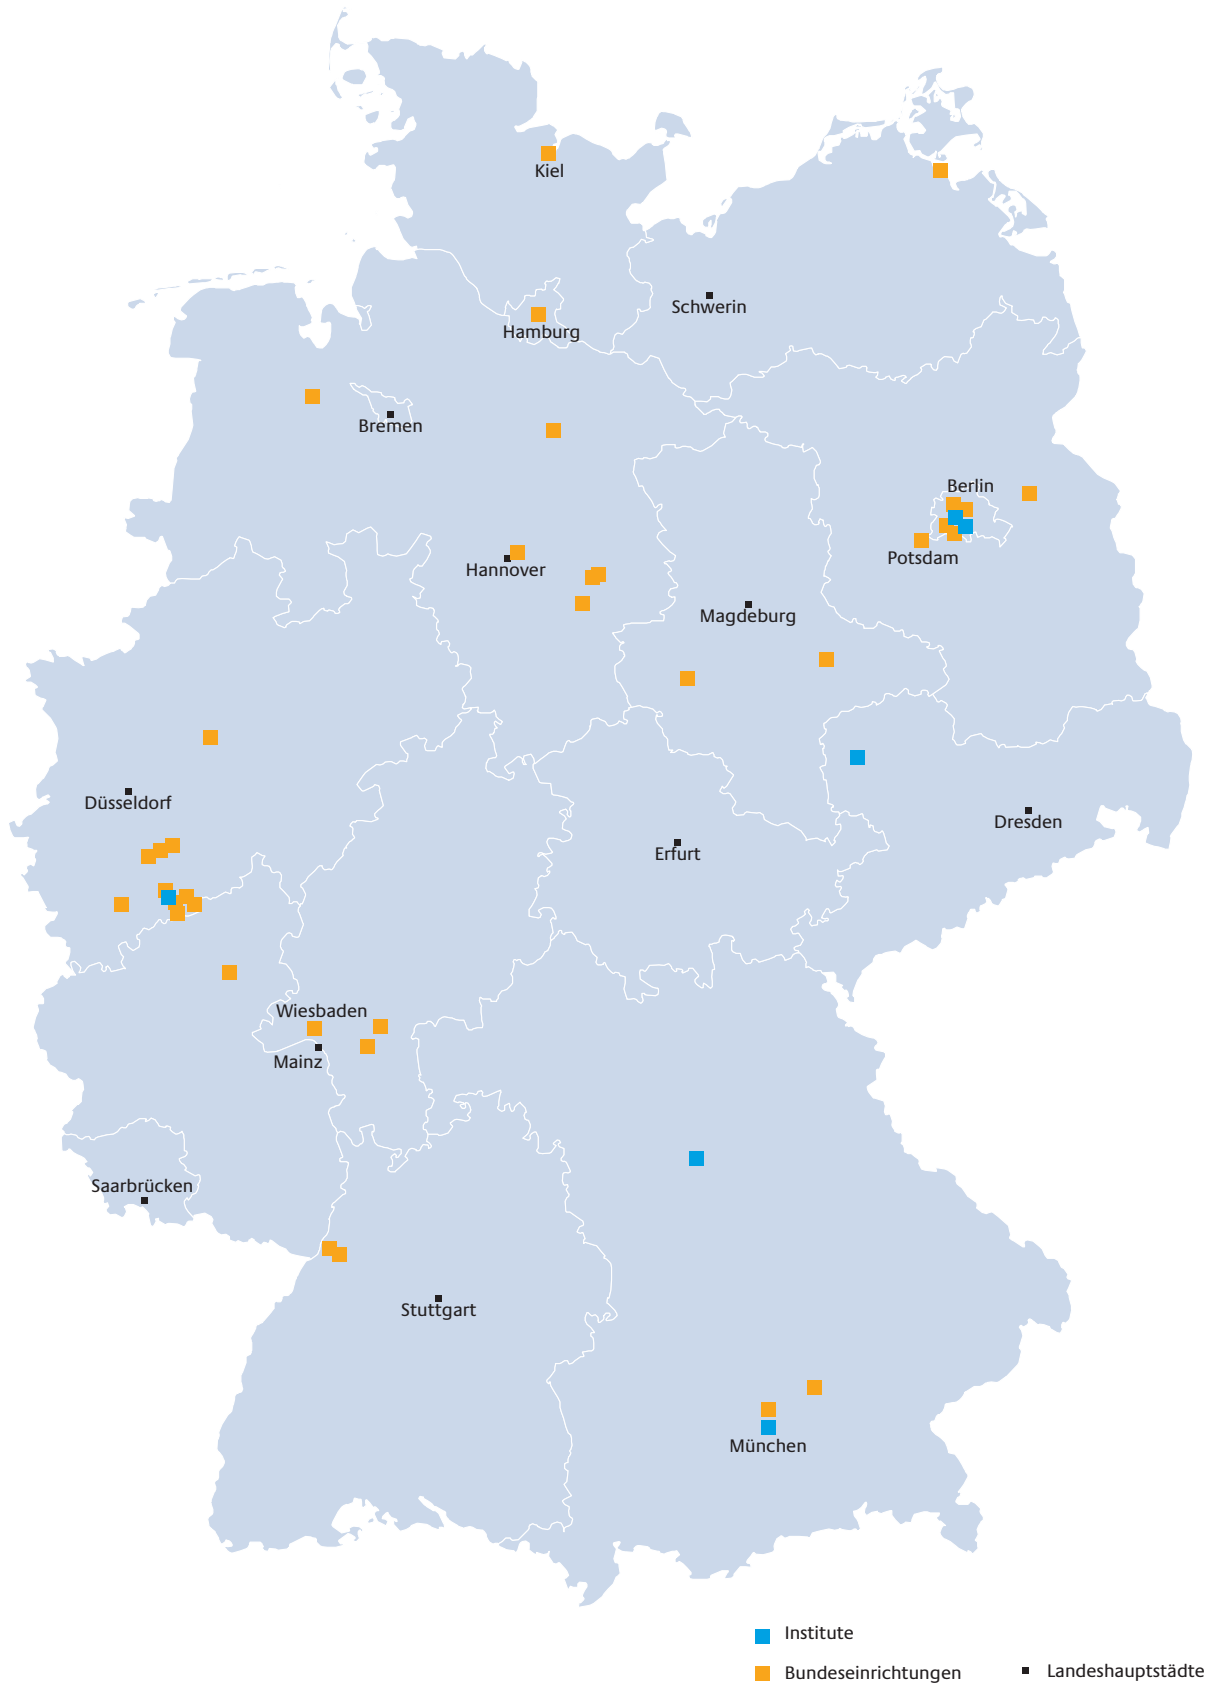 Kiel
Schwerin
Hamburg
Bremen
Berlin
Hannover
Potsdam
Magdeburg
Düsseldorf
Dresden
Erfurt
Wiesbaden
Mainz
Saarbrücken
Stuttgart
München
Institute
Bundeseinrichtungen
Landeshauptstädte